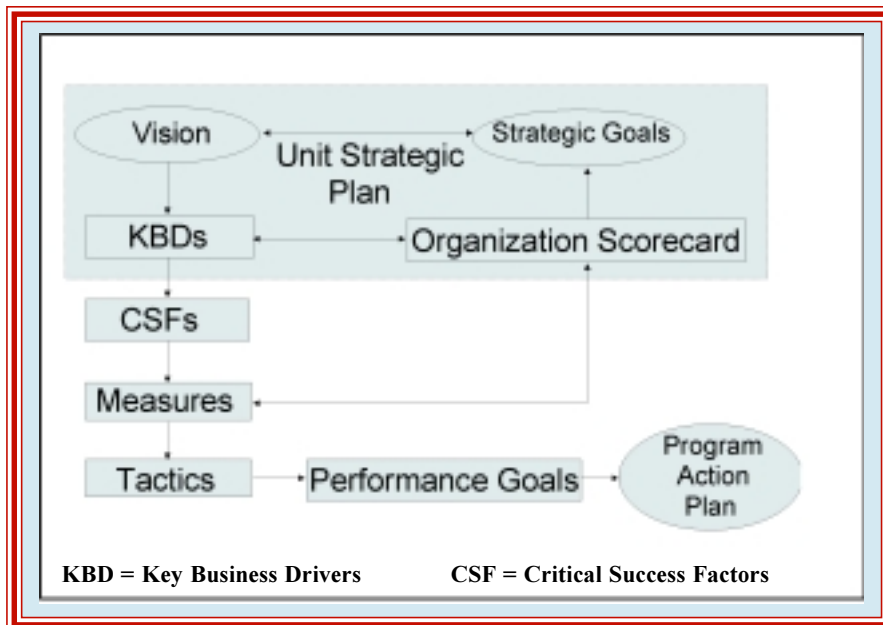 Vision
Strategic Goals
Unit Strategic
Plan
KBDs
Organization Scorecard
CSFs
Measures
Tactics
Performance Goals
Program
Action
Plan
KBD = Key Business Drivers
CSF = Critical Success Factors